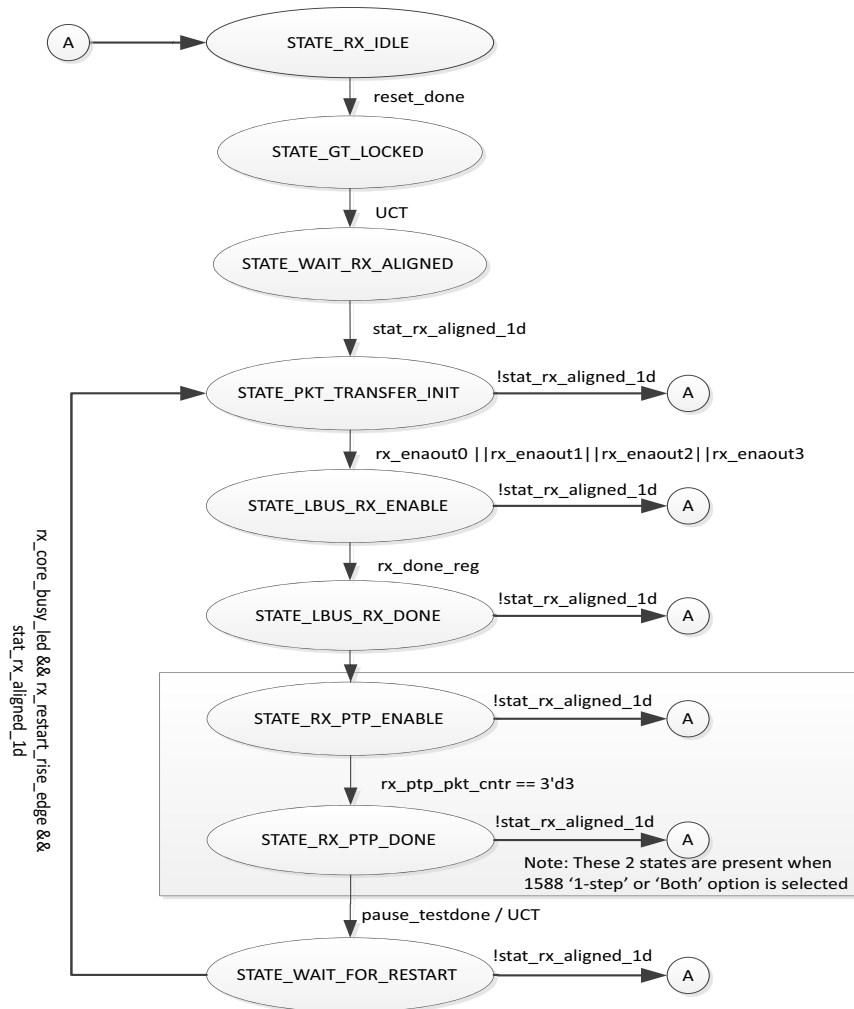 A
STATE_RX_IDLE
reset_done
STATE_GT_LOCKED
UCT
STATE_WAIT_RX_ALIGNED
stat_rx_aligned_1d
STATE_PKT_TRANSFER_INIT
!stat_rx_aligned_1d
A
rx_enaout0 ||rx_enaout1||rx_enaout2||rx_enaout3
STATE_LBUS_RX_ENABLE
!stat_rx_aligned_1d
A
rx_done_reg
STATE_LBUS_RX_DONE
!stat_rx_aligned_1d
A
rx_core_busy_led && rx_restart_rise_edge &&
stat_rx_aligned_1d
STATE_RX_PTP_ENABLE
!stat_rx_aligned_1d
A
rx_ptp_pkt_cntr == 3'd3
STATE_RX_PTP_DONE
!stat_rx_aligned_1d
A
Note: These 2 states are present when
1588 ‘1-step’ or ‘Both’ option is selected
pause_testdone / UCT
STATE_WAIT_FOR_RESTART
!stat_rx_aligned_1d
A